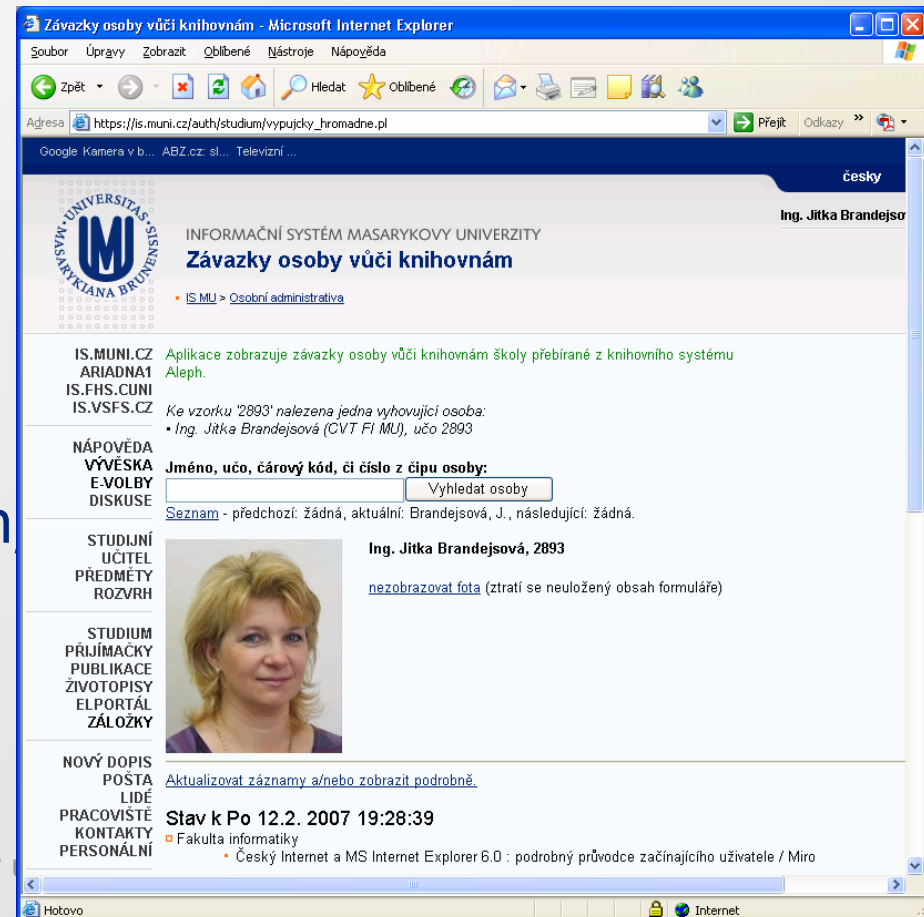 Závazky osoby vůči knihovnám - Microsoft Internet Explorer
Soubor Úpravy Zobrazit Oblíbené Nástroje Nápověda
Zpět Hledat Oblíbené
Adresa https://is.muni.cz/auth/studium/vypujcky_hromadne.pl Přejít Odkazy »
Google Kamera v b... ABZ.cz: sl... Televizní ...
česky
Ing. Jitka Brandejsov
UNIVERSITAS MASARYKIANA BRUNENSIS
INFORMAČNÍ SYSTÉM MASARYKOVY UNIVERZITY
Závazky osoby vůči knihovnám
IS MU > Osobní administrativa
IS.MUNI.CZ
ARIADNA1
IS.FHS.CUNI
IS.VSFS.CZ
NÁPOVĚDA
VÝVĚSKA
E-VOLBY
DISKUSE
STUDIJNÍ
UČITEL
PŘEDMĚTY
ROZVRH
STUDIUM
PŘIJÍMAČKY
PUBLIKACE
ŽIVOTOPISY
ELPORTÁL
ZÁLOŽKY
NOVÝ DOPIS
POŠTA
LIDÉ
PRACOVIŠTĚ
KONTAKTY
PERSONÁLNÍ
Aplikace zobrazuje závazky osoby vůči knihovnám školy přebírané z knihovního systému
Aleph.
Ke vzorku '2893' nalezena jedna vyhovující osoba:
• Ing. Jitka Brandejsová (CVT FI MU), učo 2893
Jméno, učo, čárový kód, či číslo z čipu osoby:
Vyhledat osoby
Seznam - předchozí: žádná, aktuální: Brandejsová, J., následující: žádná.
Ing. Jitka Brandejsová, 2893
nezobrazovat fota (ztratí se neuložený obsah formuláře)
Aktualizovat záznamy a/nebo zobrazit podrobně.
Stav k Po 12.2. 2007 19:28:39
Fakulta informatiky
• Český Internet a MS Internet Explorer 6.0 : podrobný průvodce začínajícího uživatele / Miro
Hotovo Internet